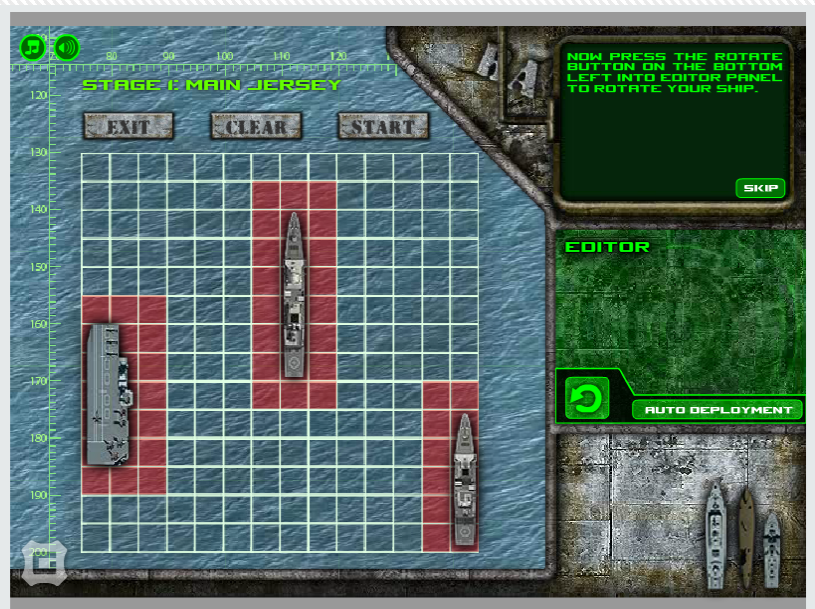 80 90 100 110 120
STAGE 1: MAIN JERSEY
EXIT
CLEAR
START
120
130
140
150
160
170
180
190
200
NOW PRESS THE ROTATE
BUTTON ON THE BOTTOM
LEFT INTO EDITOR PANEL
TO ROTATE YOUR SHIP.
SKIP
EDITOR
AUTO DEPLOYMENT